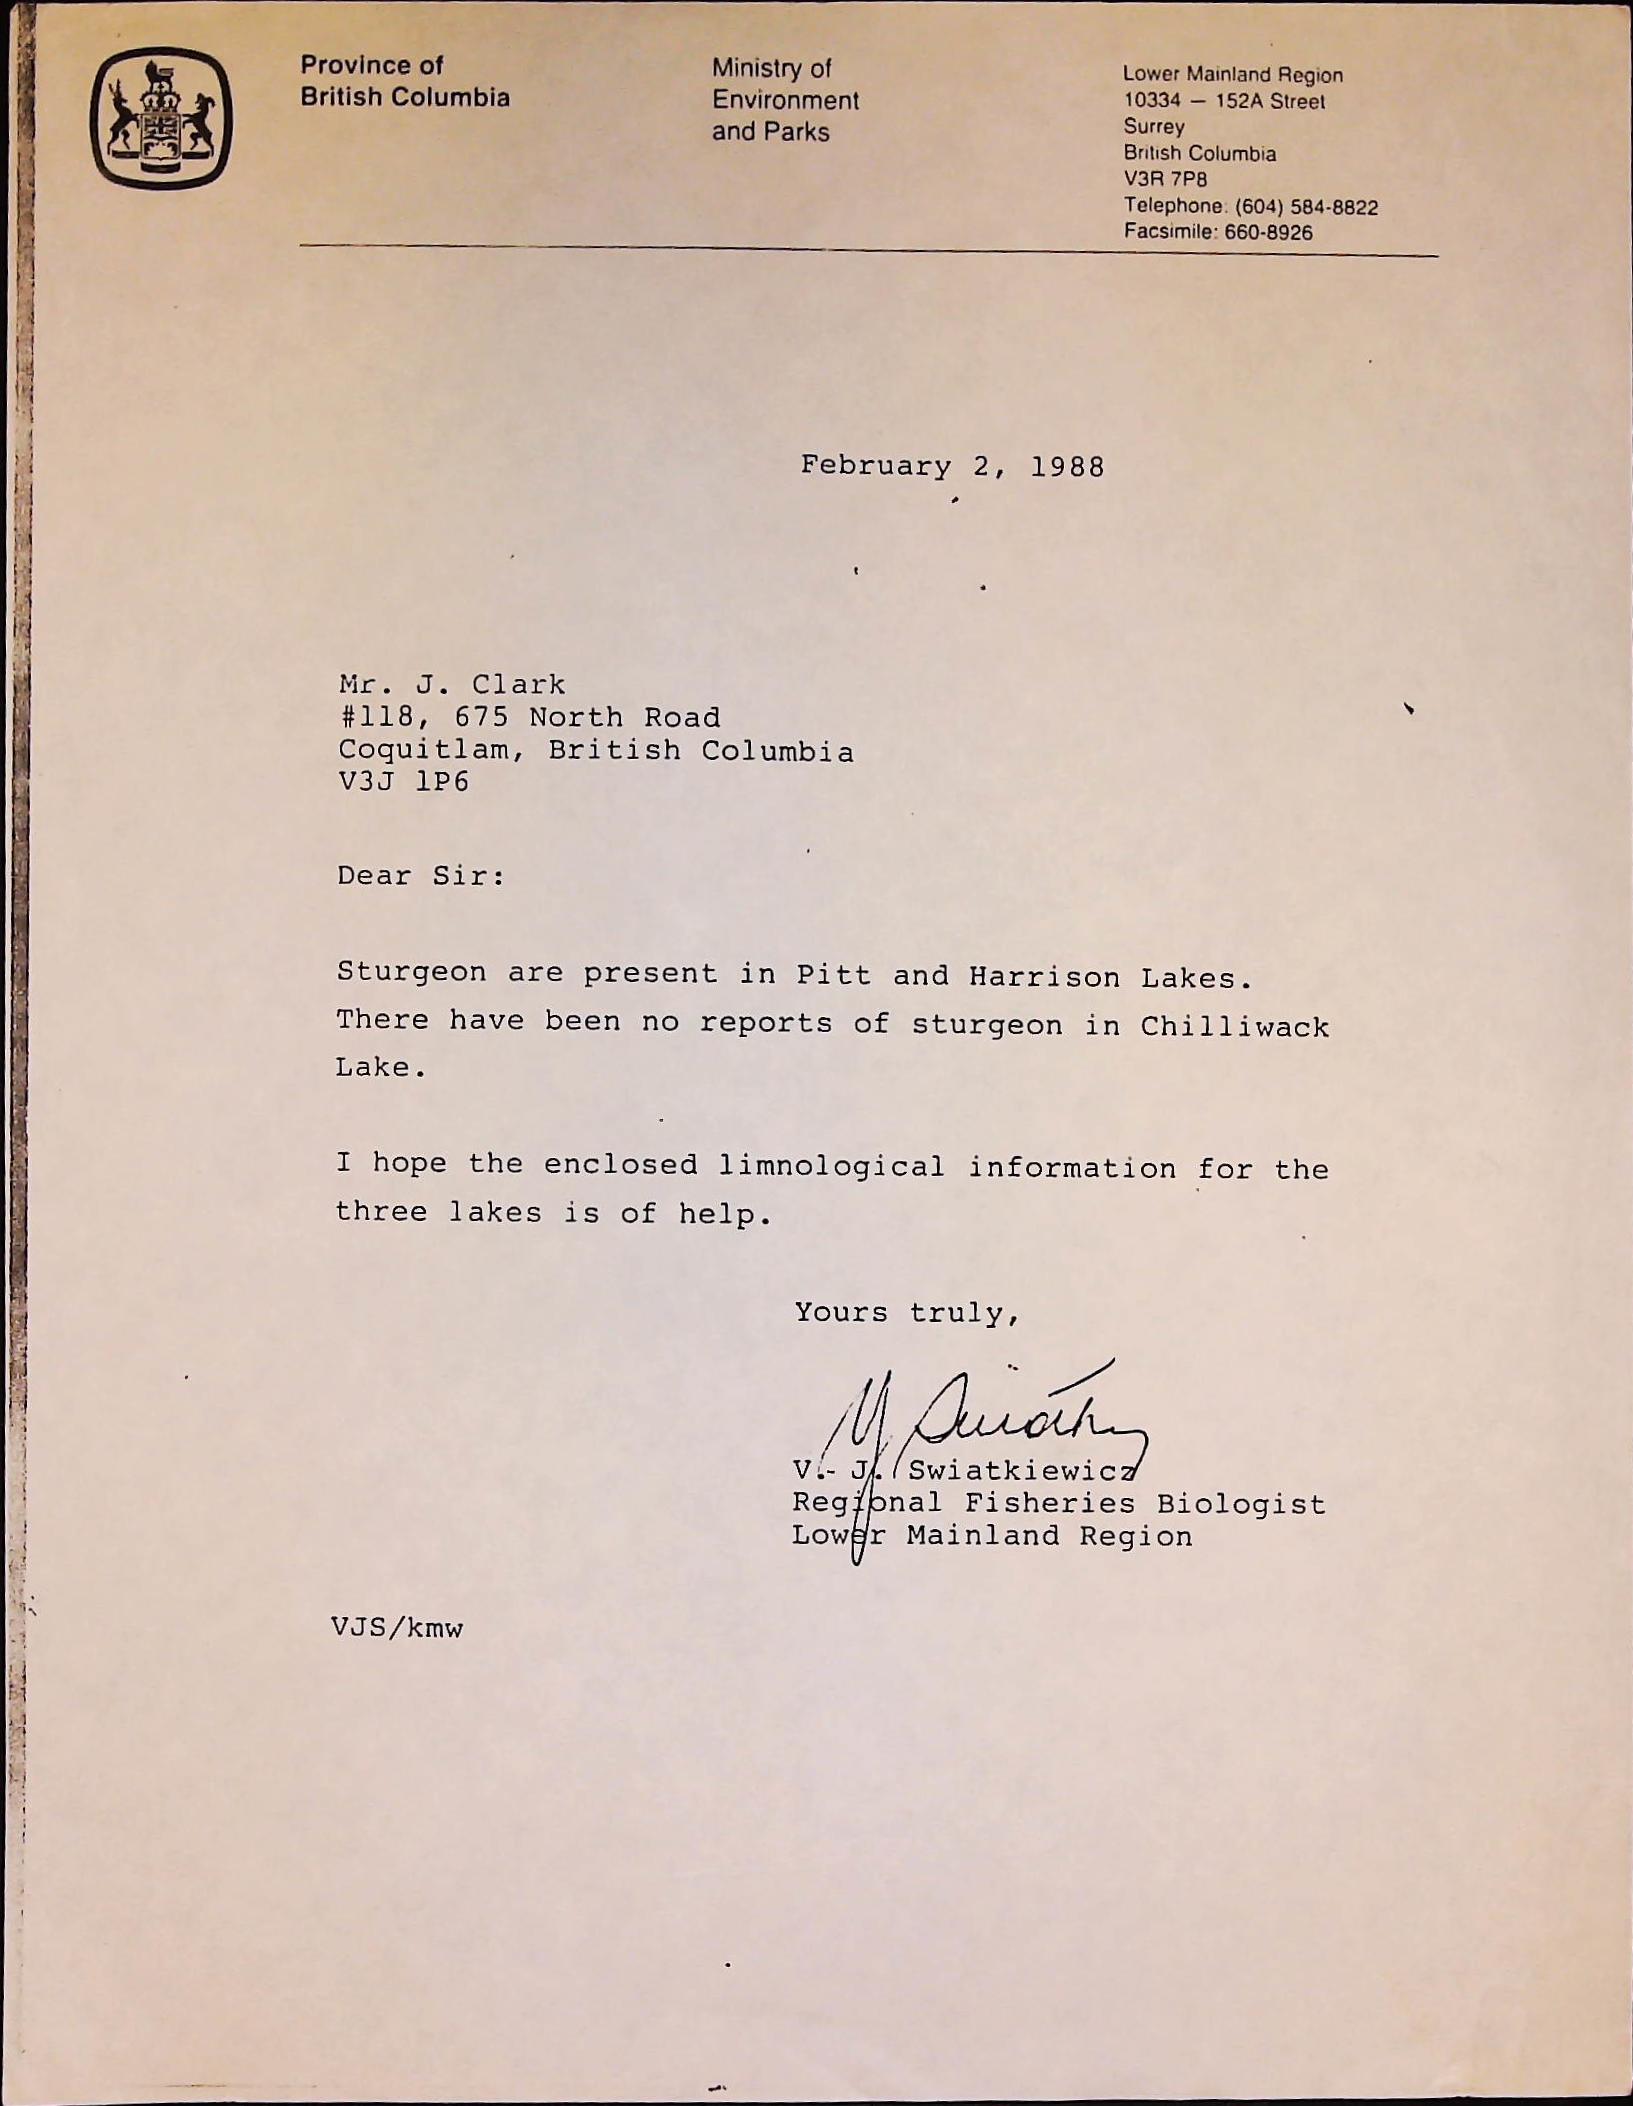 Province of
British Columbia
Ministry of
Environment
and Parks
Lower Mainland Region
10334 — 152A Street
Surrey
British Columbia
V3R 7P8
Telephone: (604) 584-8822
Facsimile: 660-8926
February 2, 1988
Mr. J. Clark
#118, 675 North Road
Coquitlam, British Columbia
V3J 1P6
Dear Sir:
Sturgeon are present in Pitt and Harrison Lakes.
There have been no reports of sturgeon in Chilliwack
Lake.
I hope the enclosed limnological information for the
three lakes is of help.
Yours truly,
V. J. Swiatkiewicz
Regional Fisheries Biologist
Lower Mainland Region
VJS/kmw